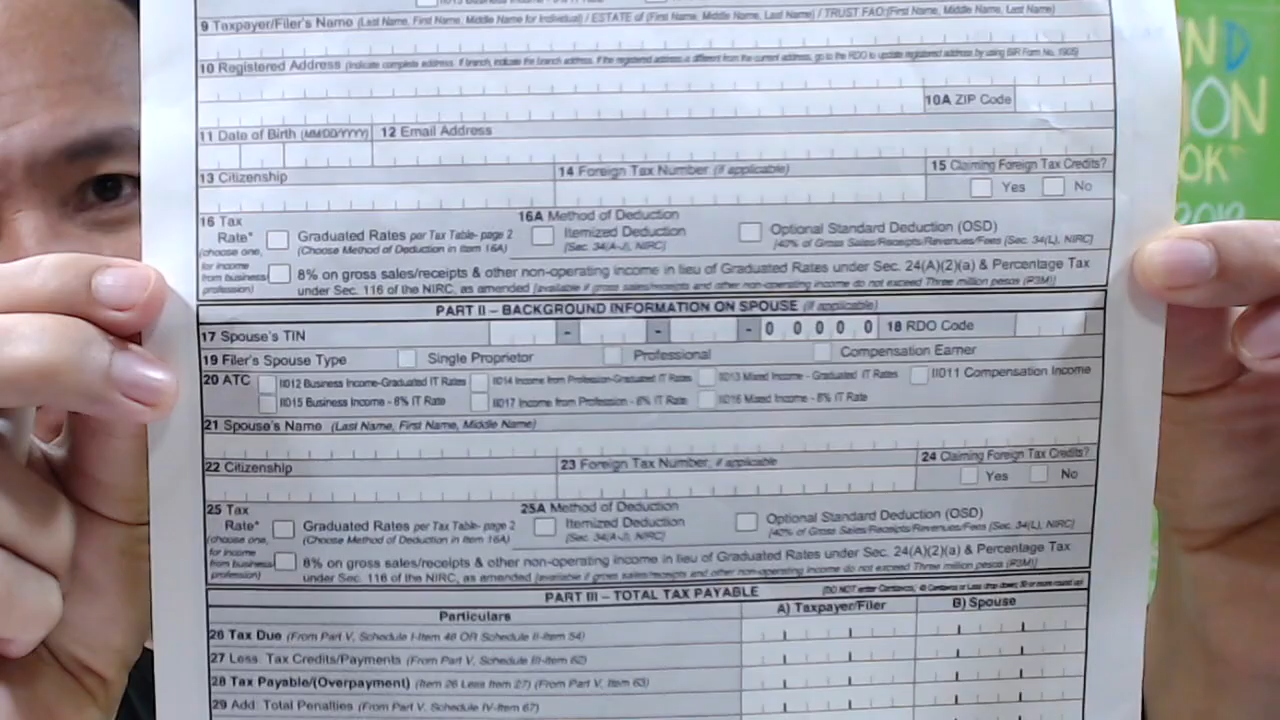 9 Taxpayer/Filer's Name (Last Name, First Name, Middle Name for Individual) / ESTATE of (First Name, Middle Name, Last Name) / TRUST FAO:(First Name, Middle Name, Last Name)
10 Registered Address (Indicate complete address. If branch, indicate the branch address. If the registered address is different from the current address, go to the RDO to update registered address by using BIR Form No. 1905)
10A ZIP Code
11 Date of Birth (MM/DD/YYYY) 12 Email Address
13 Citizenship 14 Foreign Tax Number (if applicable) 15 Claiming Foreign Tax Credits?
Yes No
16 Tax Rate* (choose one, for income from business/profession)
Graduated Rates per Tax Table- page 2
(Choose Method of Deduction in Item 16A)
16A Method of Deduction
Itemized Deduction
[Sec. 34(A-J), NIRC]
Optional Standard Deduction (OSD)
[40% of Gross Sales/Receipts/Revenues/Fees [Sec. 34(L), NIRC]
8% on gross sales/receipts & other non-operating income in lieu of Graduated Rates under Sec. 24(A)(2)(a) & Percentage Tax
under Sec. 116 of the NIRC, as amended [available if gross sales/receipts and other non-operating income do not exceed Three million pesos (P3M)]
PART II – BACKGROUND INFORMATION ON SPOUSE (if applicable)
17 Spouse's TIN - - - 0 0 0 0 0 18 RDO Code
19 Filer's Spouse Type Single Proprietor Professional Compensation Earner
20 ATC II012 Business Income-Graduated IT Rates II014 Income from Profession-Graduated IT Rates II013 Mixed Income - Graduated IT Rates II011 Compensation Income
II015 Business Income - 8% IT Rate II017 Income from Profession - 8% IT Rate II016 Mixed Income - 8% IT Rate
21 Spouse's Name (Last Name, First Name, Middle Name)
22 Citizenship 23 Foreign Tax Number, if applicable 24 Claiming Foreign Tax Credits?
Yes No
25 Tax Rate* (choose one, for income from business/profession)
Graduated Rates per Tax Table- page 2
(Choose Method of Deduction in Item 16A)
25A Method of Deduction
Itemized Deduction
[Sec. 34(A-J), NIRC]
Optional Standard Deduction (OSD)
[40% of Gross Sales/Receipts/Revenues/Fees [Sec. 34(L), NIRC]
8% on gross sales/receipts & other non-operating income in lieu of Graduated Rates under Sec. 24(A)(2)(a) & Percentage Tax
under Sec. 116 of the NIRC, as amended [available if gross sales/receipts and other non-operating income do not exceed Three million pesos (P3M)]
PART III – TOTAL TAX PAYABLE
Particulars A) Taxpayer/Filer B) Spouse
26 Tax Due (From Part V, Schedule I-Item 46 OR Schedule II-Item 54)
27 Less: Tax Credits/Payments (From Part V, Schedule III-Item 62)
28 Tax Payable/(Overpayment) (Item 26 Less Item 27) (From Part V, Item 63)
29 Add: Total Penalties (From Part V, Schedule IV-Item 67)
ND
ION
OK